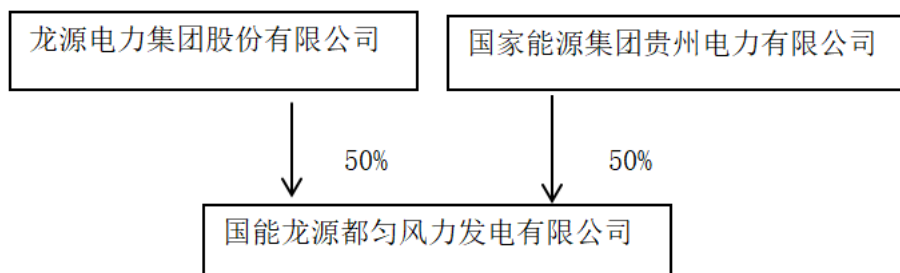 龙源电力集团股份有限公司
国家能源集团贵州电力有限公司
50%
50%
国能龙源都匀风力发电有限公司